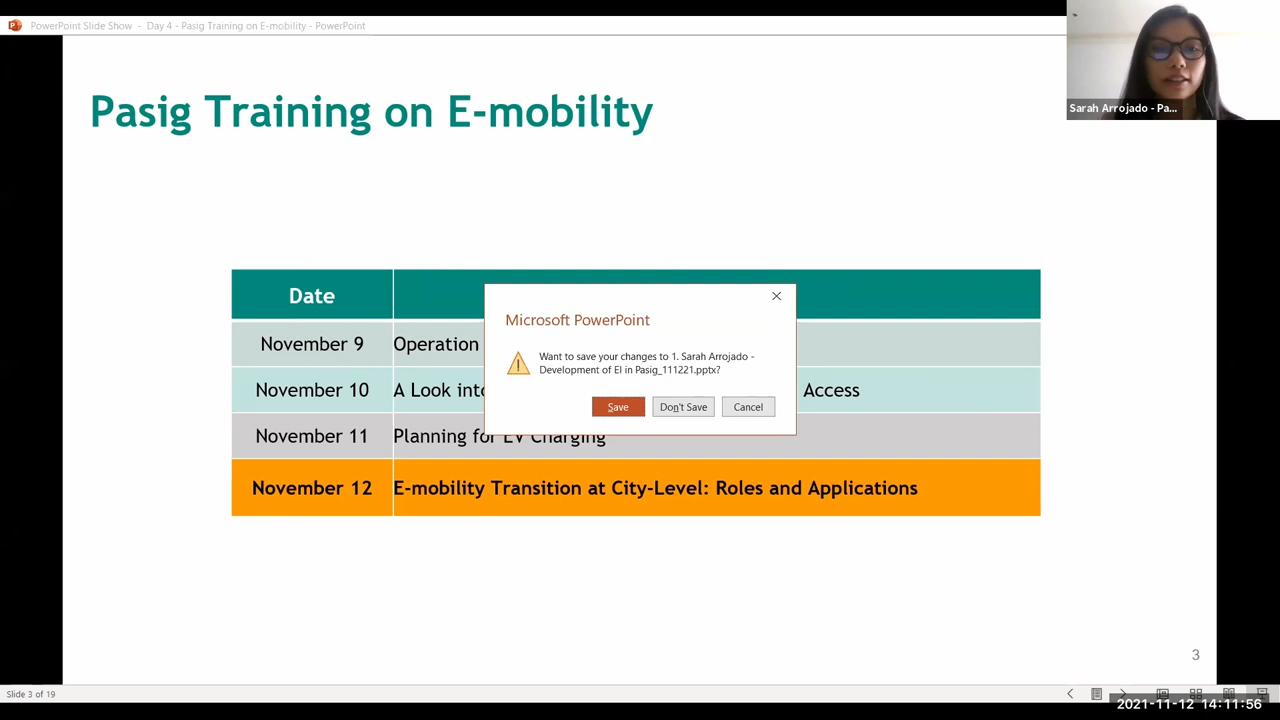 PowerPoint Slide Show - Day 4 - Pasig Training on E-mobility - PowerPoint
Sarah Arrojado - Pa...
Pasig Training on E-mobility
Date
November 9
Operation
November 10
A Look into
Access
November 11
Planning for EV Charging
November 12
E-mobility Transition at City-Level: Roles and Applications
Microsoft PowerPoint
Want to save your changes to 1. Sarah Arrojado -
Development of EI in Pasig_111221.pptx?
Save
Don't Save
Cancel
3
Slide 3 of 19
2021-11-12 14:11:56